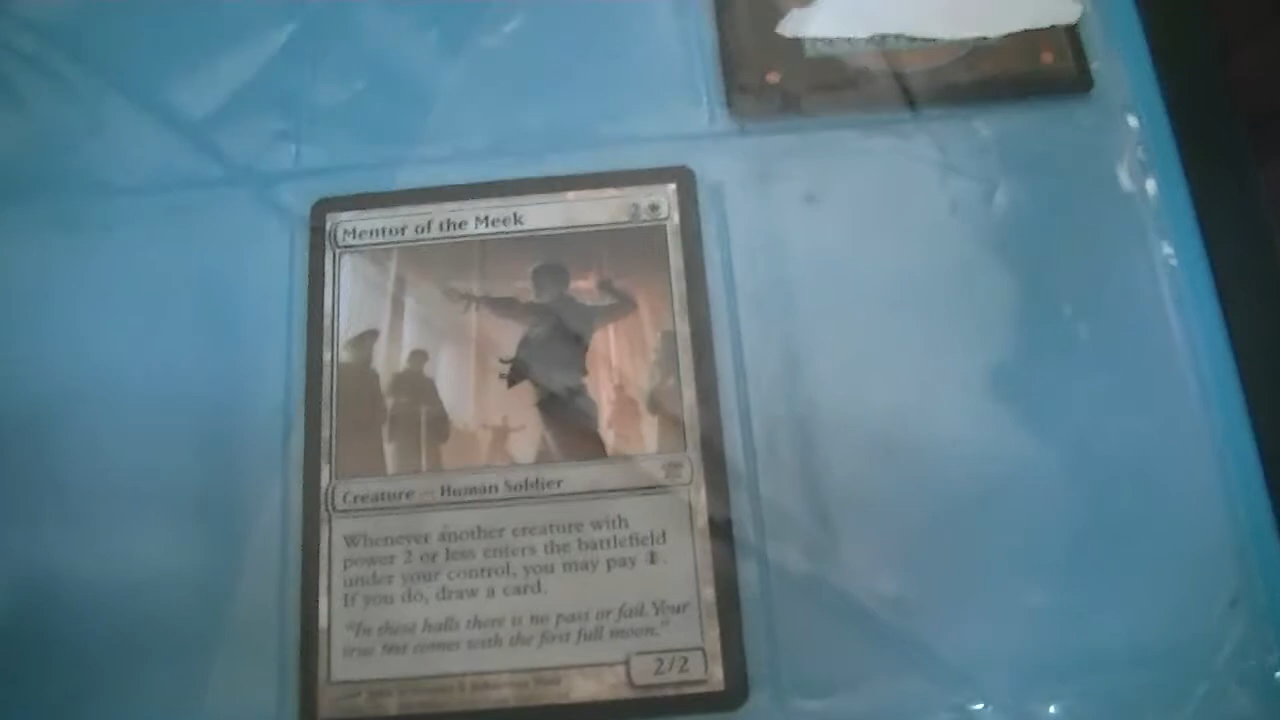 Mentor of the Meek 2
Creature — Human Soldier
Whenever another creature with
power 2 or less enters the battlefield
under your control, you may pay 1.
If you do, draw a card.
"In these halls there is no pass or fail. Your
true test comes with the first full moon."
2/2